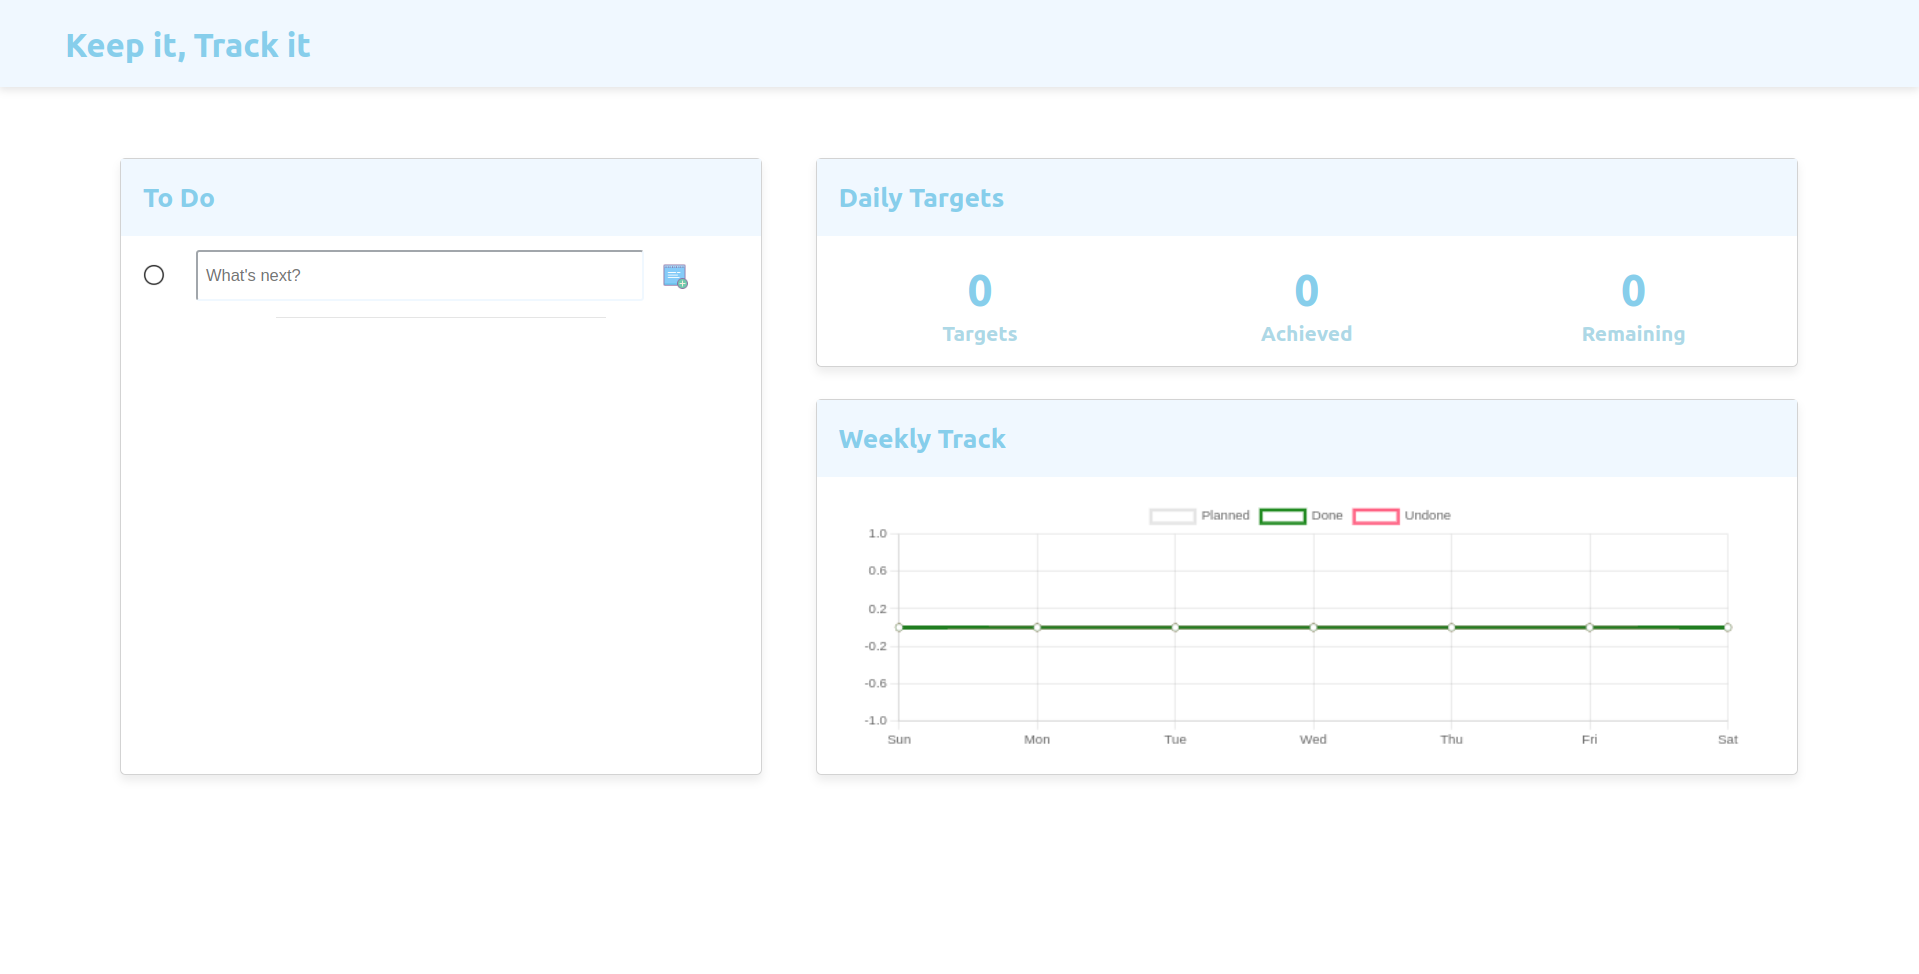 Keep it, Track it
To Do
What's next?
Daily Targets
0 0 0
Targets Achieved Remaining
Weekly Track
Planned Done Undone
1.0
0.6
0.2
-0.2
-0.6
-1.0
Sun Mon Tue Wed Thu Fri Sat